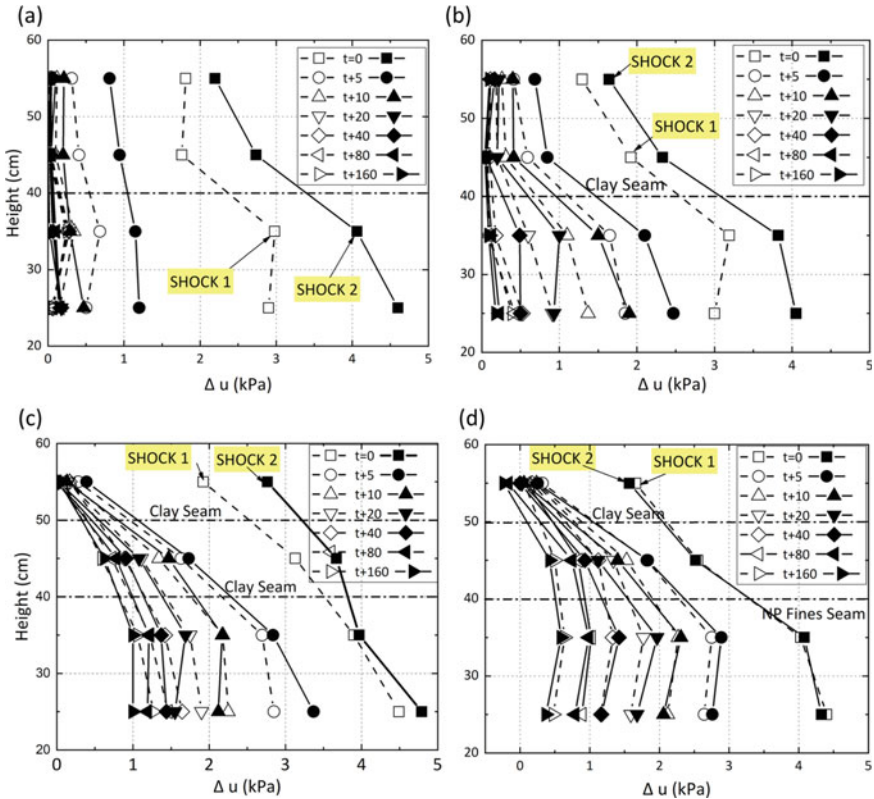 (a)
60
50
40
30
20
Height (cm)
0 1 2 3 4 5
Δ u (kPa)
t=0
t+5
t+10
t+20
t+40
t+80
t+160
SHOCK 1
SHOCK 2
(b)
60
50
40
30
20
0 1 2 3 4 5
Δ u (kPa)
t=0
t+5
t+10
t+20
t+40
t+80
t+160
SHOCK 2
SHOCK 1
Clay Seam
(c)
60
50
40
30
20
Height (cm)
0 1 2 3 4 5
Δ u (kPa)
t=0
t+5
t+10
t+20
t+40
t+80
t+160
SHOCK 1
SHOCK 2
Clay Seam
Clay Seam
(d)
60
50
40
30
20
0 1 2 3 4 5
Δ u (kPa)
t=0
t+5
t+10
t+20
t+40
t+80
t+160
SHOCK 2
SHOCK 1
Clay Seam
NP Fines Seam